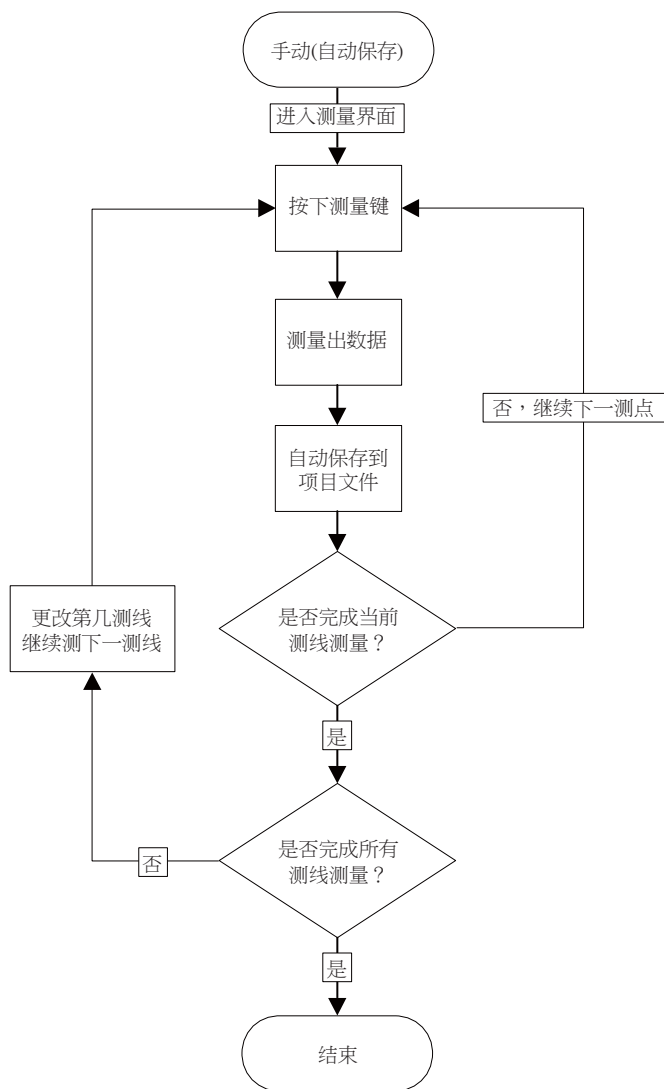 手动(自动保存)
进入测量界面
按下测量键
测量出数据
否，继续下一测点
自动保存到
项目文件
更改第几测线
继续测下一测线
是否完成当前
测线测量？
是
是否完成所有
测线测量？
否
是
结束